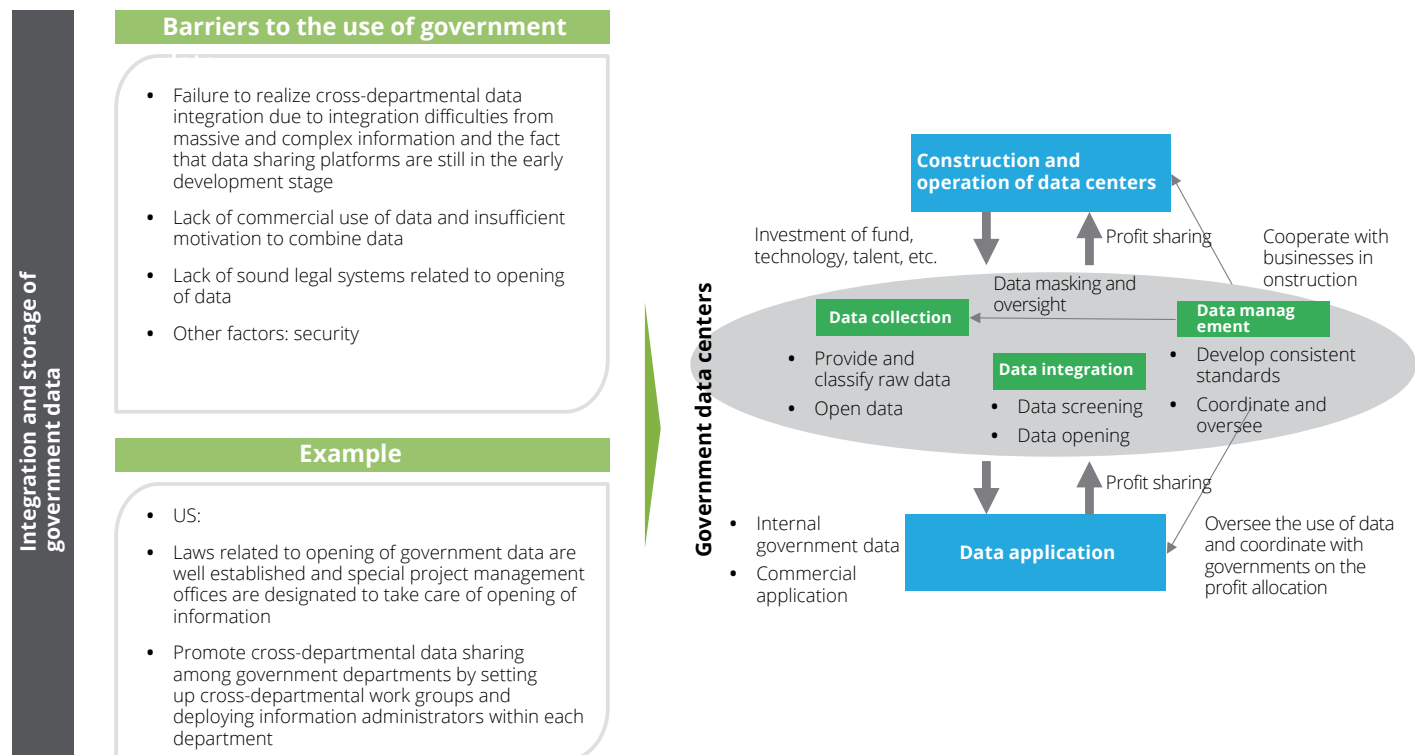 Integration and storage of
government data
Barriers to the use of government
• Failure to realize cross-departmental data
integration due to integration difficulties from
massive and complex information and the fact
that data sharing platforms are still in the early
development stage
• Lack of commercial use of data and insufficient
motivation to combine data
• Lack of sound legal systems related to opening
of data
• Other factors: security
Example
• US:
• Laws related to opening of government data are
well established and special project management
offices are designated to take care of opening of
information
• Promote cross-departmental data sharing
among government departments by setting
up cross-departmental work groups and
deploying information administrators within each
department
Government data centers
Construction and
operation of data centers
Investment of fund,
technology, talent, etc.
Profit sharing
Cooperate with
businesses in
onstruction
Data masking and
oversight
Data collection
• Provide and
classify raw data
• Open data
Data integration
• Data screening
• Data opening
Data manag
ement
• Develop consistent
standards
• Coordinate and
oversee
Profit sharing
• Internal
government data
• Commercial
application
Data application
Oversee the use of data
and coordinate with
governments on the
profit allocation